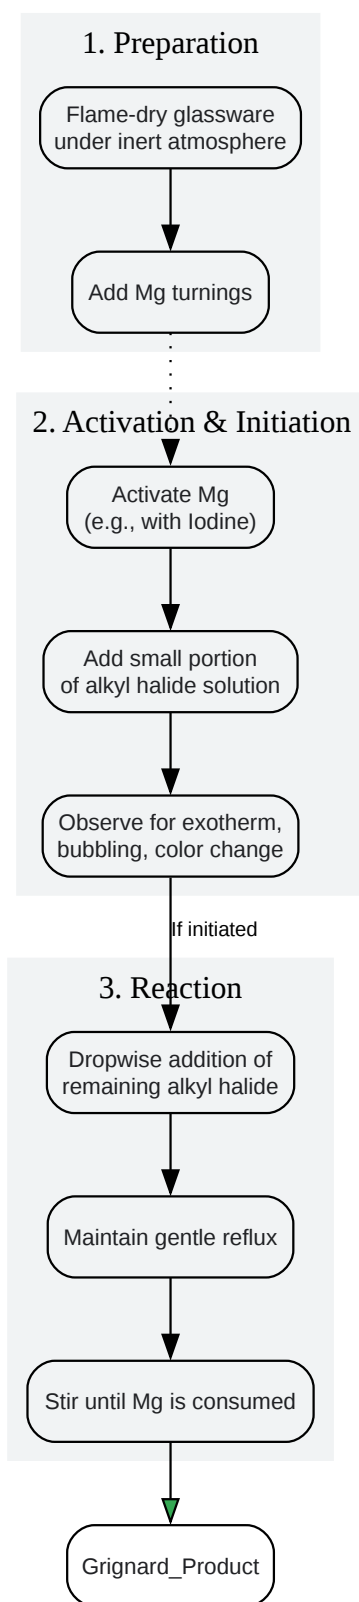 1. Preparation
Flame-dry glassware
under inert atmosphere
Add Mg turnings
2. Activation & Initiation
Activate Mg
(e.g., with Iodine)
Add small portion
of alkyl halide solution
Observe for exotherm,
bubbling, color change
If initiated
3. Reaction
Dropwise addition of
remaining alkyl halide
Maintain gentle reflux
Stir until Mg is consumed
Grignard_Product